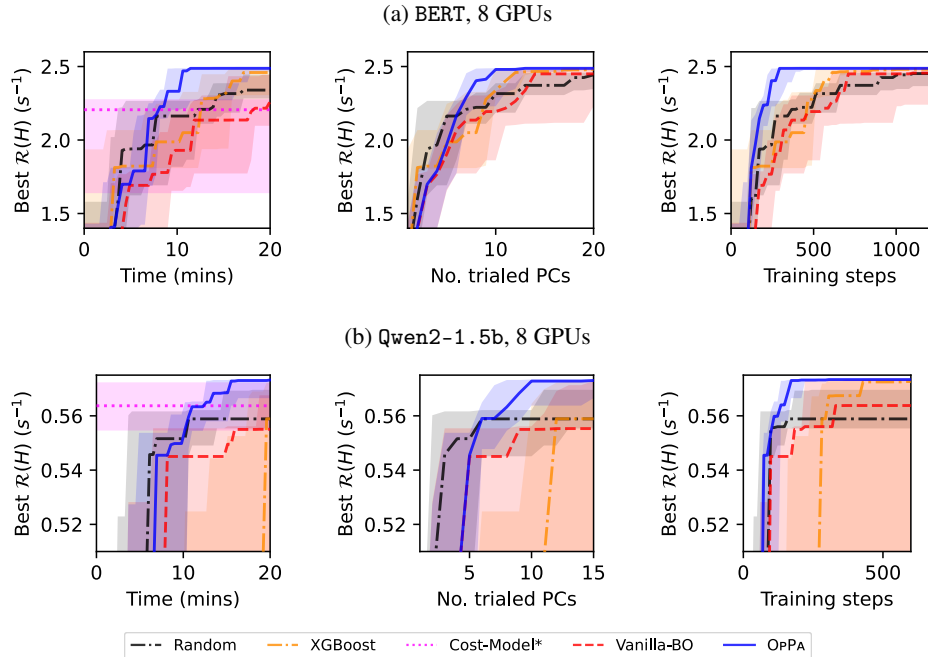 (a) BERT, 8 GPUs
Best R(H) (s⁻¹)
2.5
2.0
1.5
0
10
20
Time (mins)
Best R(H) (s⁻¹)
2.5
2.0
1.5
10
20
No. trialed PCs
Best R(H) (s⁻¹)
2.5
2.0
1.5
0
500
1000
Training steps
(b) Qwen2-1.5b, 8 GPUs
Best R(H) (s⁻¹)
0.56
0.54
0.52
0
10
20
Time (mins)
Best R(H) (s⁻¹)
0.56
0.54
0.52
5
10
15
No. trialed PCs
Best R(H) (s⁻¹)
0.56
0.54
0.52
0
500
Training steps
Random XGBoost Cost-Model* Vanilla-BO OPPA